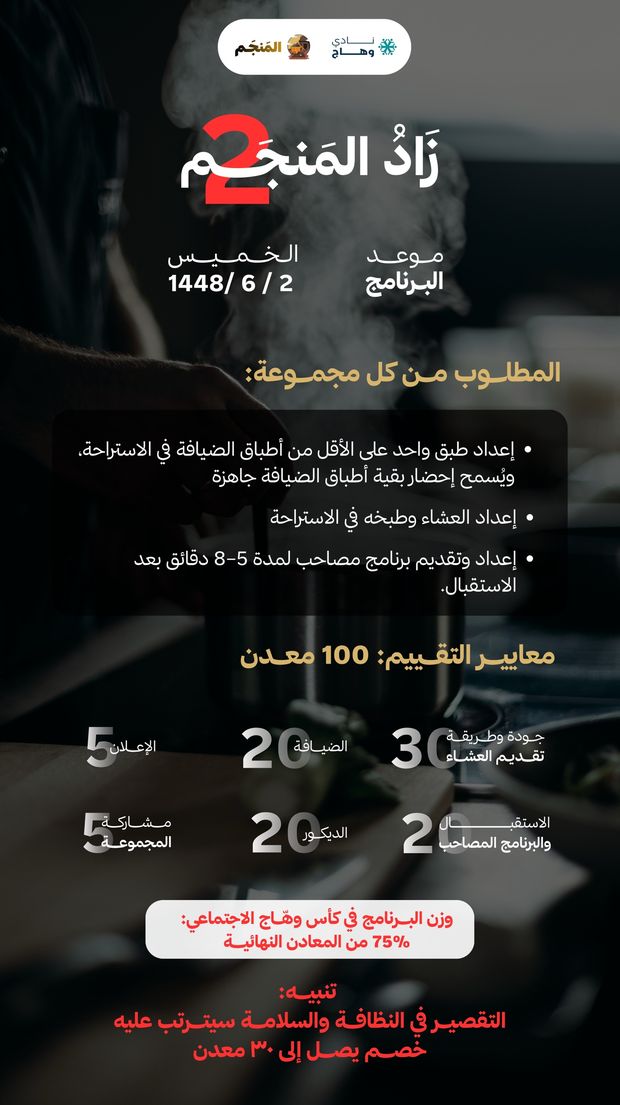 نادي
وهاج
المَنجَم
زَادُ المَنجَم
2
موعد
البرنامج
الخميس
2 / 6 /1448
المطلوب من كل مجموعة:
• إعداد طبق واحد على الأقل من أطباق الضيافة في الاستراحة،
ويُسمح إحضار بقية أطباق الضيافة جاهزة
• إعداد العشاء وطبخه في الاستراحة
• إعداد وتقديم برنامج مصاحب لمدة 5-8 دقائق بعد
الاستقبال.
معايير التقييم: 100 معدن
جودة وطريقة
تقديم العشاء
30
الضيافة
20
الإعلان
5
الاستقبال
والبرنامج المصاحب
20
الديكور
20
مشاركة
المجموعة
5
وزن البرنامج في كأس وهّاج الاجتماعي:
75% من المعادن النهائية
تنبيه:
التقصير في النظافة والسلامة سيترتب عليه
خصم يصل إلى ٣٠ معدن